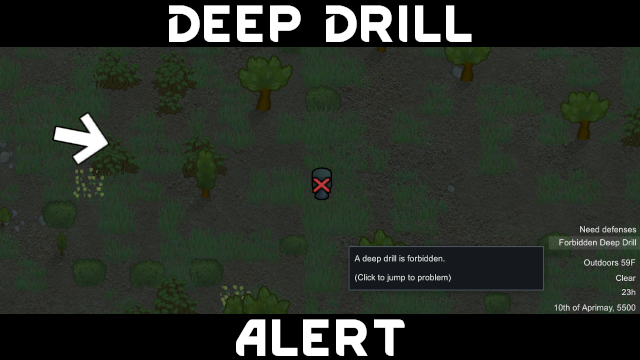 DEEP DRILL
Need defenses
Forbidden Deep Drill
A deep drill is forbidden.
(Click to jump to problem)
Outdoors 59F
Clear
23h
10th of Aprimay, 5500
ALERT